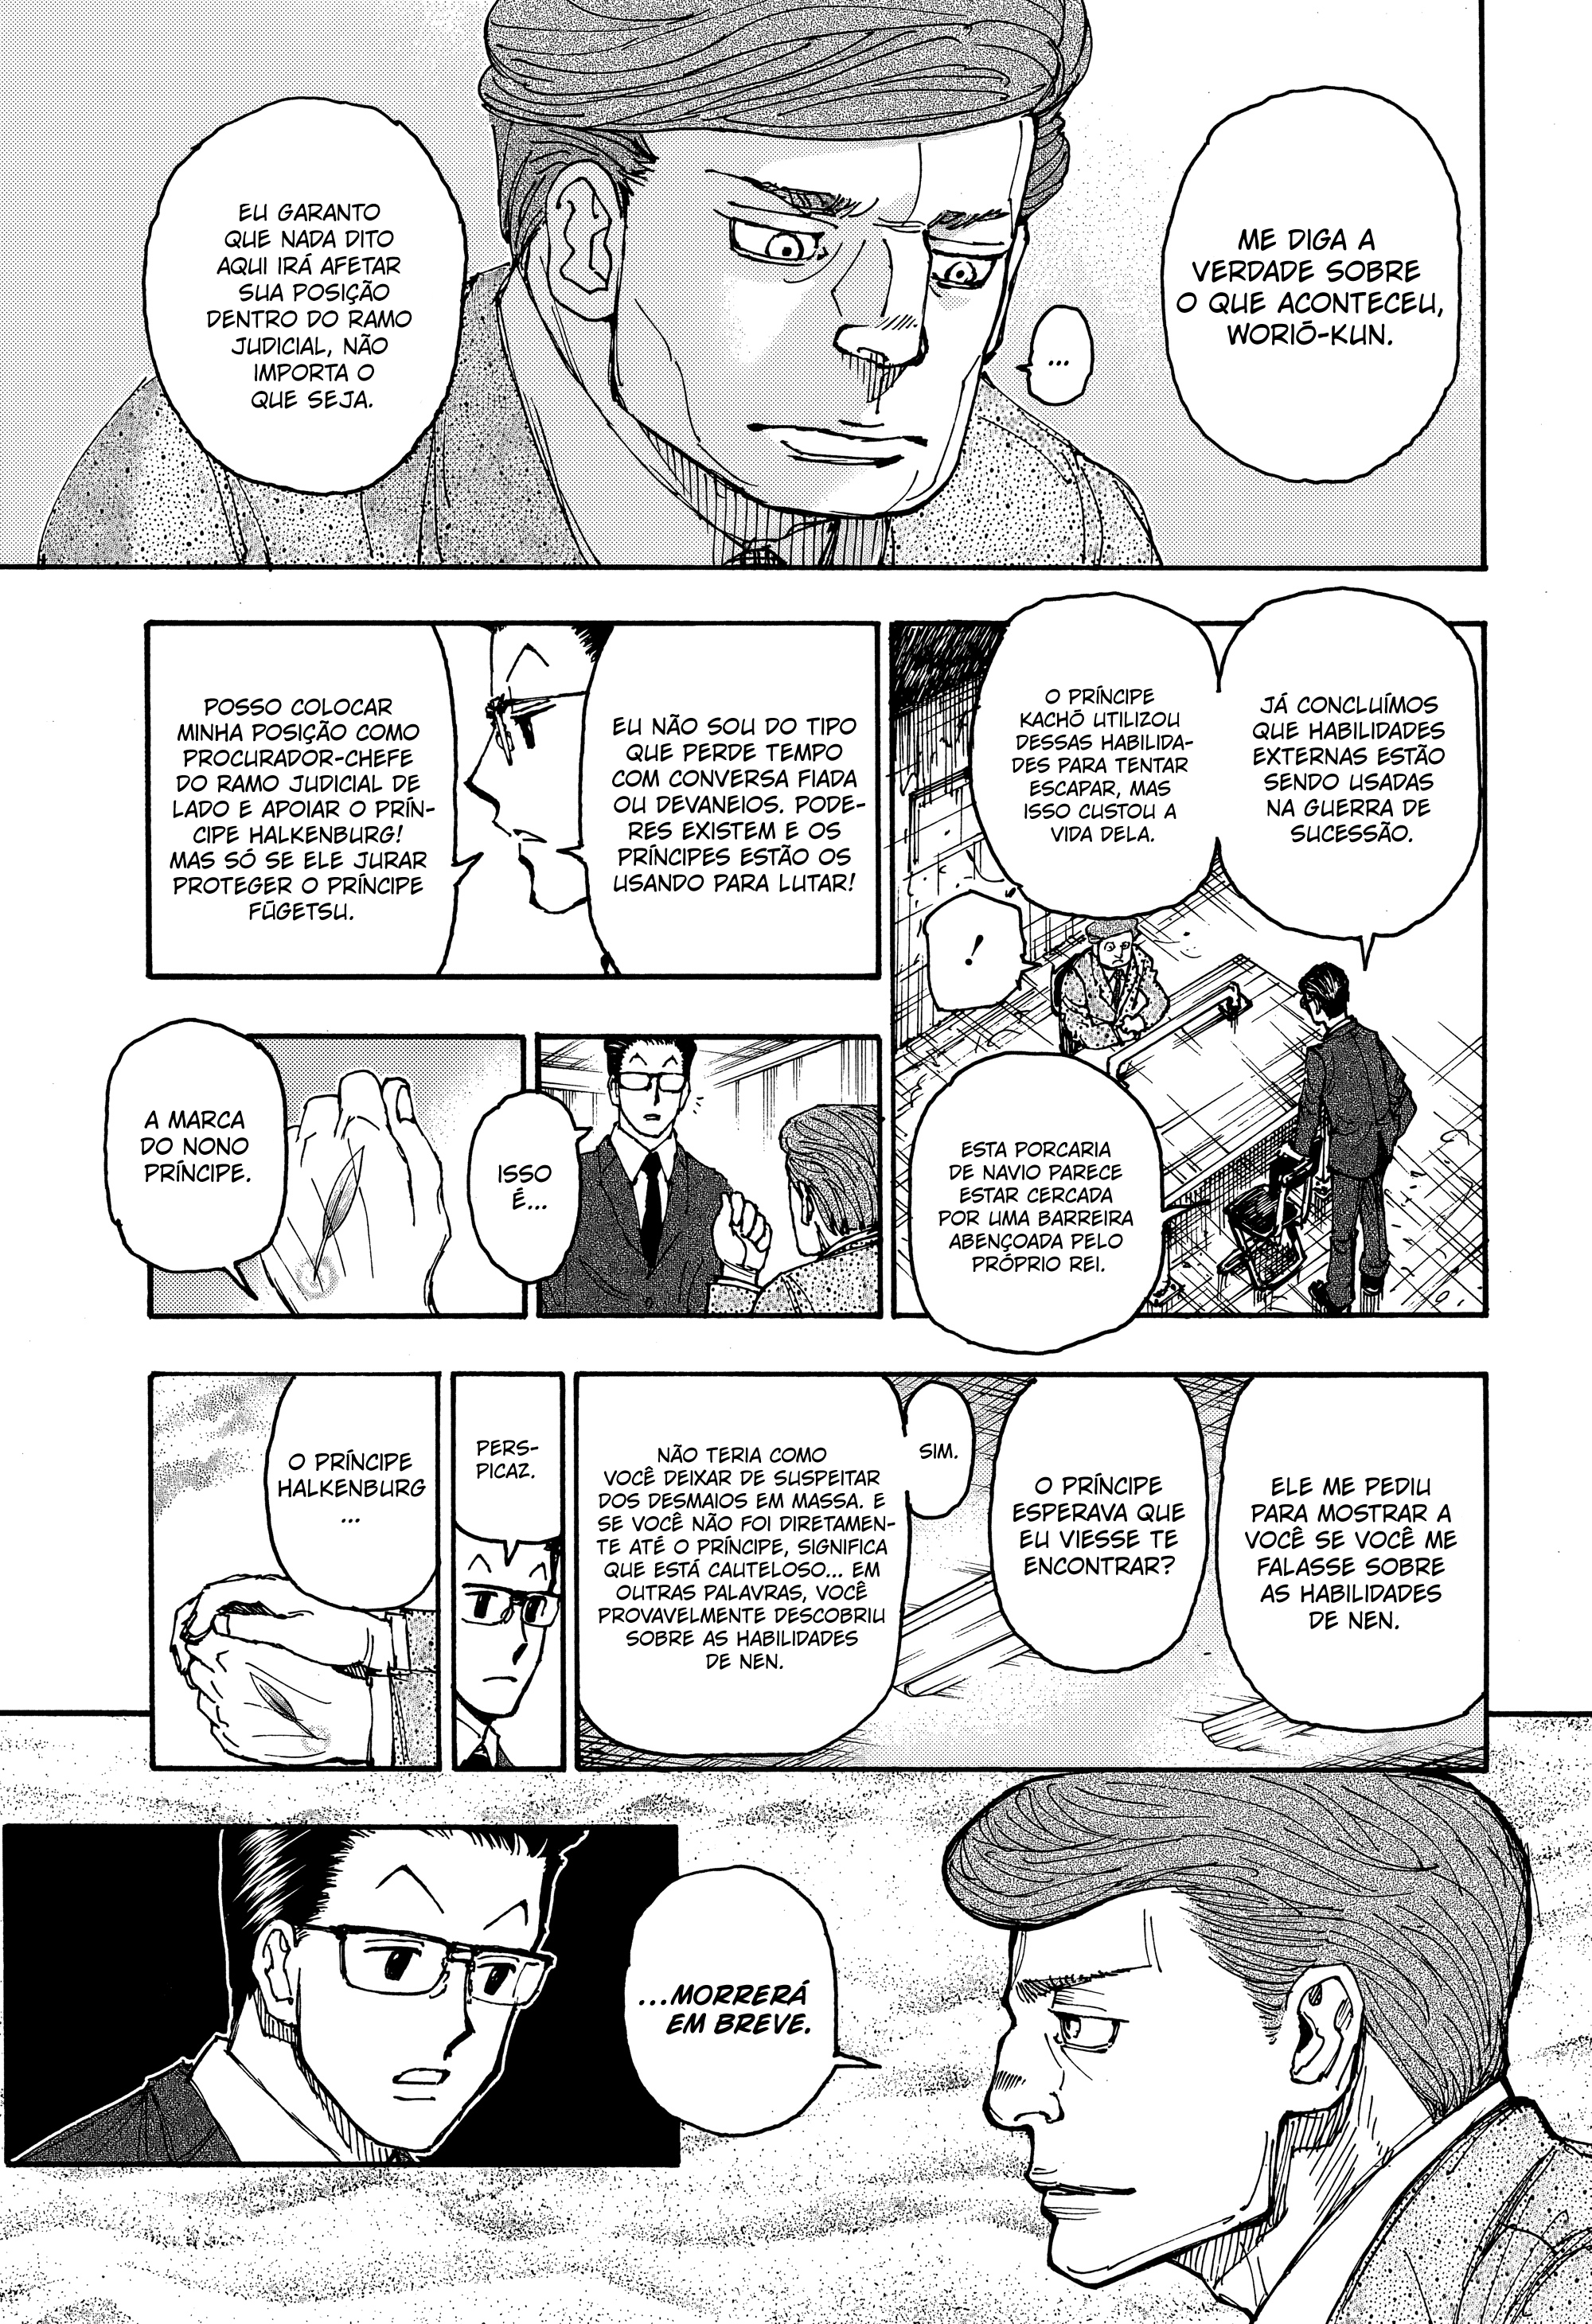 ME DIGA A
VERDADE SOBRE
O QUE ACONTECEU,
WORIÓ-KUN.
...
EU GARANTO
QUE NADA DITO
AQUI IRÁ AFETAR
SUA POSIÇÃO
DENTRO DO RAMO
JUDICIAL, NÃO
IMPORTA O
QUE SEJA.
JÁ CONCLUÍMOS
QUE HABILIDADES
EXTERNAS ESTÃO
SENDO USADAS
NA GUERRA DE
SUCESSÃO.
O PRÍNCIPE
KACHÓ UTILIZOU
DESSAS HABILIDA-
DES PARA TENTAR
ESCAPAR, MAS
ISSO CUSTOU A
VIDA DELA.
!
ESTA PORCARIA
DE NAVIO PARECE
ESTAR CERCADA
POR UMA BARREIRA
ABENÇOADA PELO
PRÓPRIO REI.
EU NÃO SOU DO TIPO
QUE PERDE TEMPO
COM CONVERSA FIADA
OU DEVANEIOS. PODE-
RES EXISTEM E OS
PRÍNCIPES ESTÃO OS
USANDO PARA LUTAR!
POSSO COLOCAR
MINHA POSIÇÃO COMO
PROCURADOR-CHEFE
DO RAMO JUDICIAL DE
LADO E APOIAR O PRÍN-
CIPE HALKENBURG!
MAS SÓ SE ELE JURAR
PROTEGER O PRÍNCIPE
FŪGETSU.
ISSO
É...
A MARCA
DO NONO
PRÍNCIPE.
ELE ME PEDIU
PARA MOSTRAR A
VOCÊ SE VOCÊ ME
FALASSE SOBRE
AS HABILIDADES
DE NEN.
O PRÍNCIPE
ESPERAVA QUE
EU VIESSE TE
ENCONTRAR?
SIM.
NÃO TERIA COMO
VOCÊ DEIXAR DE SUSPEITAR
DOS DESMAIOS EM MASSA. E
SE VOCÊ NÃO FOI DIRETAMEN-
TE ATÉ O PRÍNCIPE, SIGNIFICA
QUE ESTÁ CAUTELOSO... EM
OUTRAS PALAVRAS, VOCÊ
PROVAVELMENTE DESCOBRIU
SOBRE AS HABILIDADES
DE NEN.
PERS-
PICAZ.
O PRÍNCIPE
HALKENBURG
...
...MORRERÁ
EM BREVE.